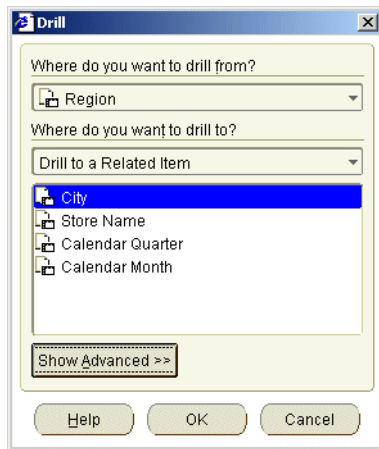 Drill
Where do you want to drill from?
Region
Where do you want to drill to?
Drill to a Related Item
City
Store Name
Calendar Quarter
Calendar Month
Show Advanced >>
Help OK Cancel